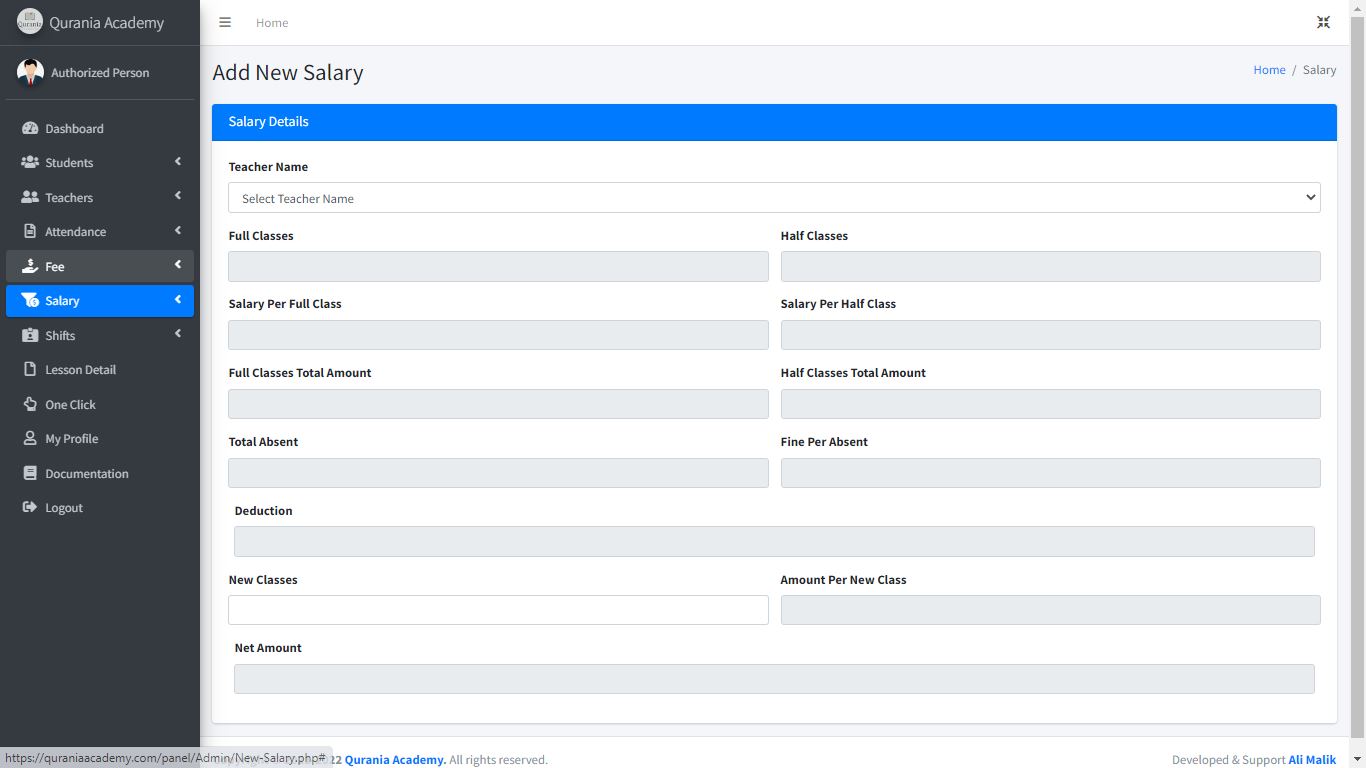 Qurania Academy
Authorized Person
Dashboard
Students
Teachers
Attendance
Fee
Salary
Shifts
Lesson Detail
One Click
My Profile
Documentation
Logout
Home
Add New Salary
Home / Salary
Salary Details
Teacher Name
Select Teacher Name
Full Classes
Half Classes
Salary Per Full Class
Salary Per Half Class
Full Classes Total Amount
Half Classes Total Amount
Total Absent
Fine Per Absent
Deduction
New Classes
Amount Per New Class
Net Amount
https://quraniaacademy.com/panel/Admin/New-Salary.php#
Qurania Academy. All rights reserved.
Developed & Support Ali Malik